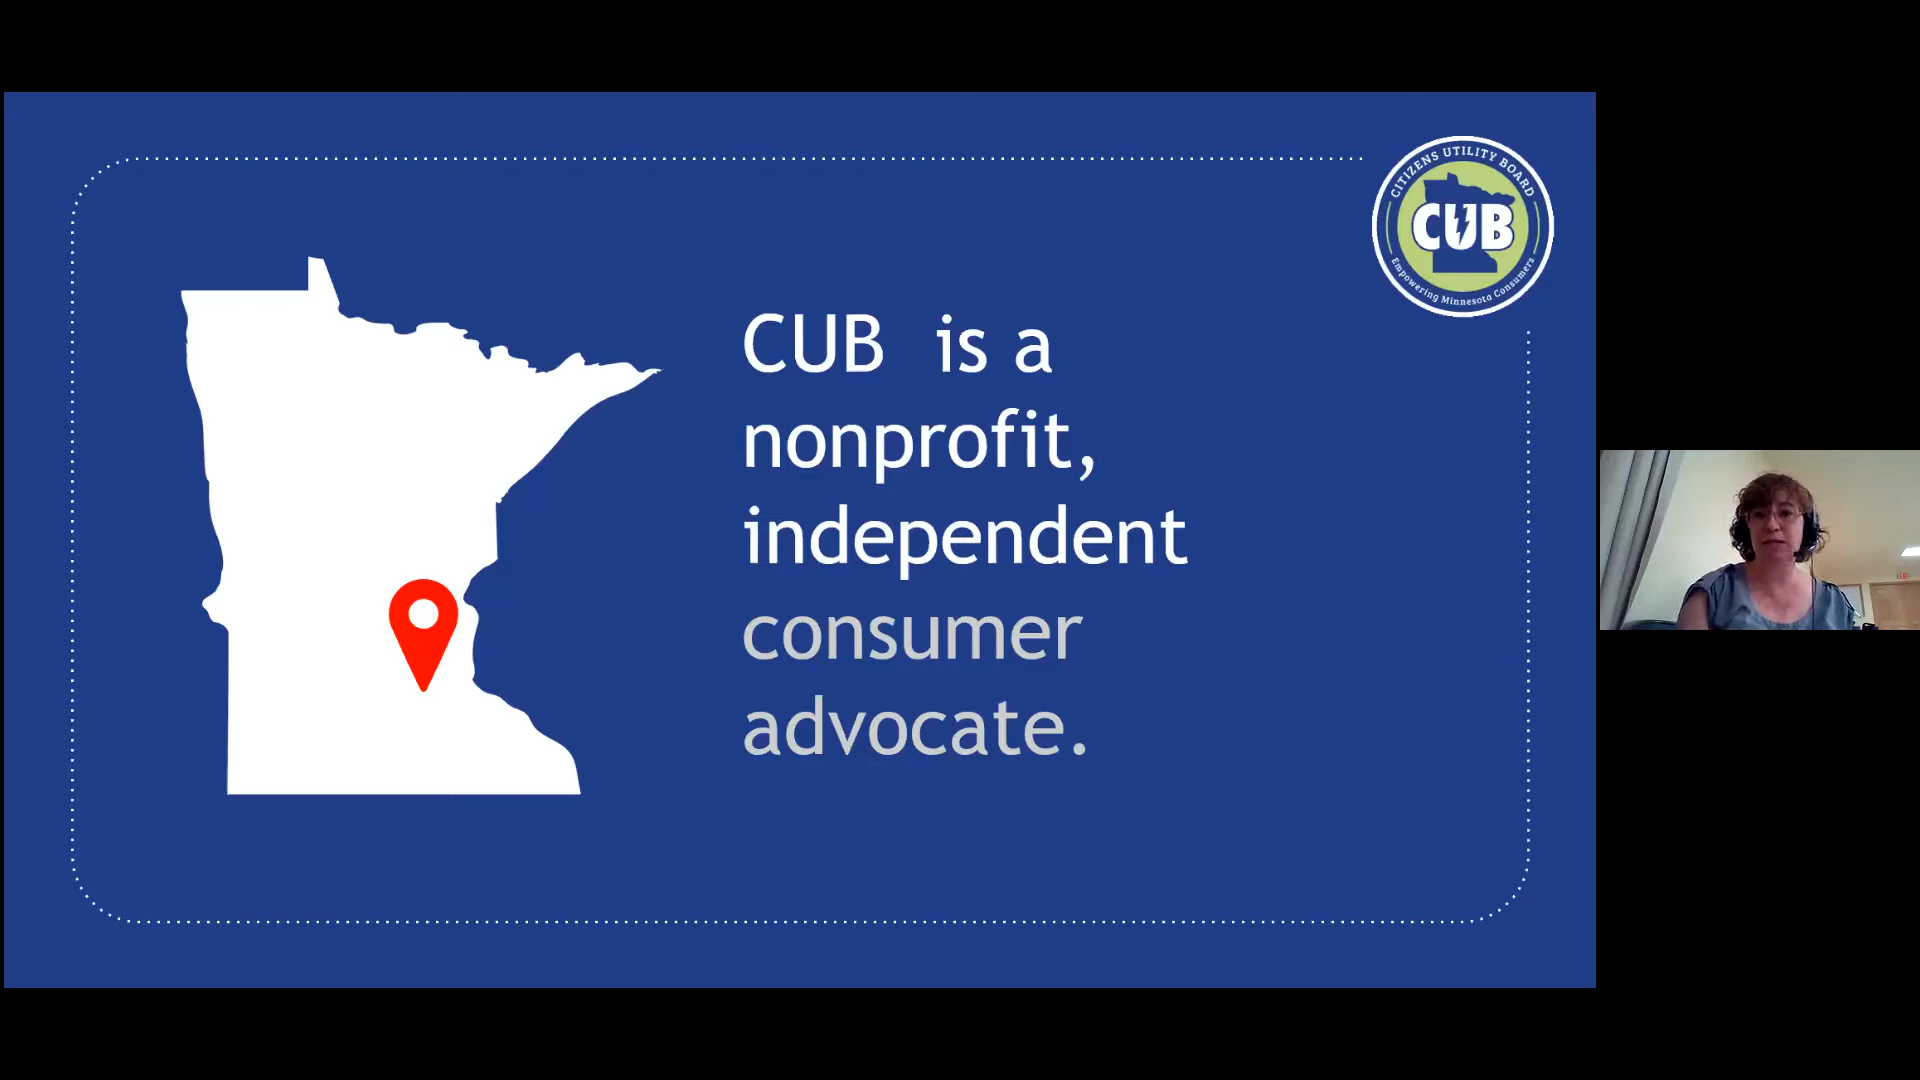 CITIZENS UTILITY BOARD
CUB
Empowering Minnesota Consumers
CUB is a
nonprofit,
independent
consumer
advocate.